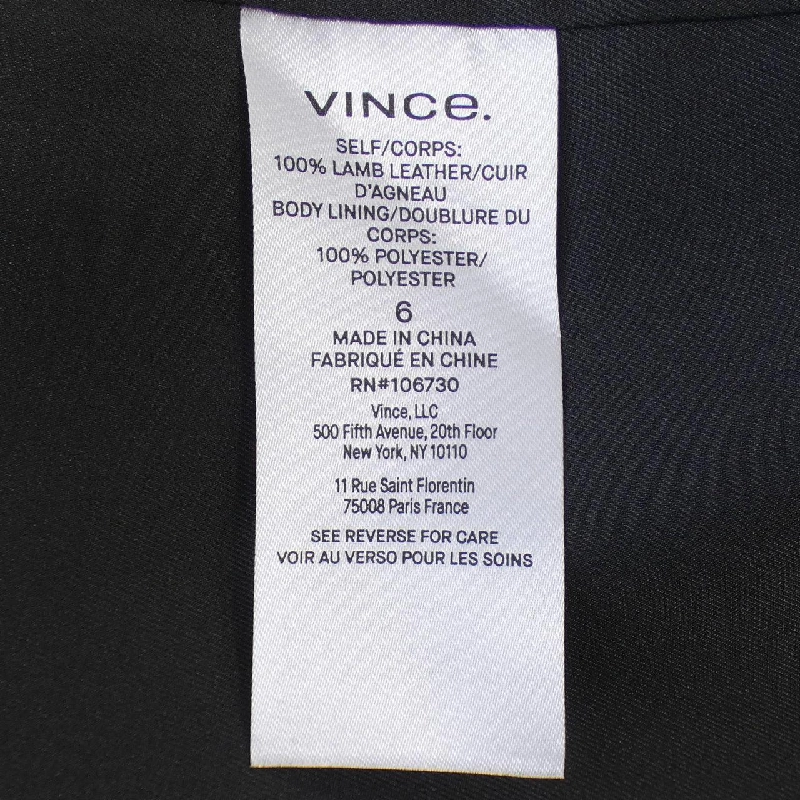 VINCe.
SELF/CORPS:
100% LAMB LEATHER/CUIR
D'AGNEAU
BODY LINING/DOUBLURE DU
CORPS:
100% POLYESTER/
POLYESTER
6
MADE IN CHINA
FABRIQUÉ EN CHINE
RN#106730
Vince, LLC
500 Fifth Avenue, 20th Floor
New York, NY 10110
11 Rue Saint Florentin
75008 Paris France
SEE REVERSE FOR CARE
VOIR AU VERSO POUR LES SOINS